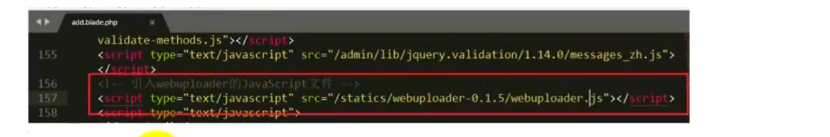 add.blade.php ×
validate-methods.js"></script>
155 <script type="text/javascript" src="/admin/lib/jquery.validation/1.14.0/messages_zh.js">
</script>
156 <!-- 引入webuploader的JavaScript文件 -->
157 <script type="text/javascript" src="/statics/webuploader-0.1.5/webuploader.js"></script>
158 <script type="text/javascript">